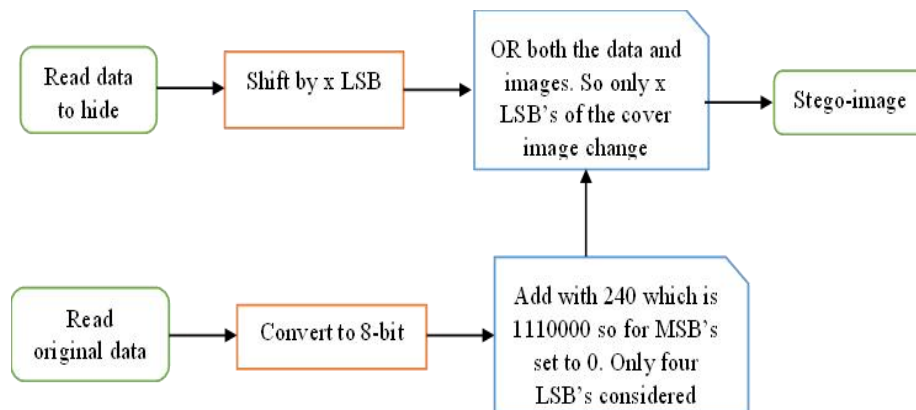 Read data
to hide
Shift by x LSB
OR both the data and
images. So only x
LSB's of the cover
image change
Stego-image
Read
original data
Convert to 8-bit
Add with 240 which is
1110000 so for MSB's
set to 0. Only four
LSB's considered